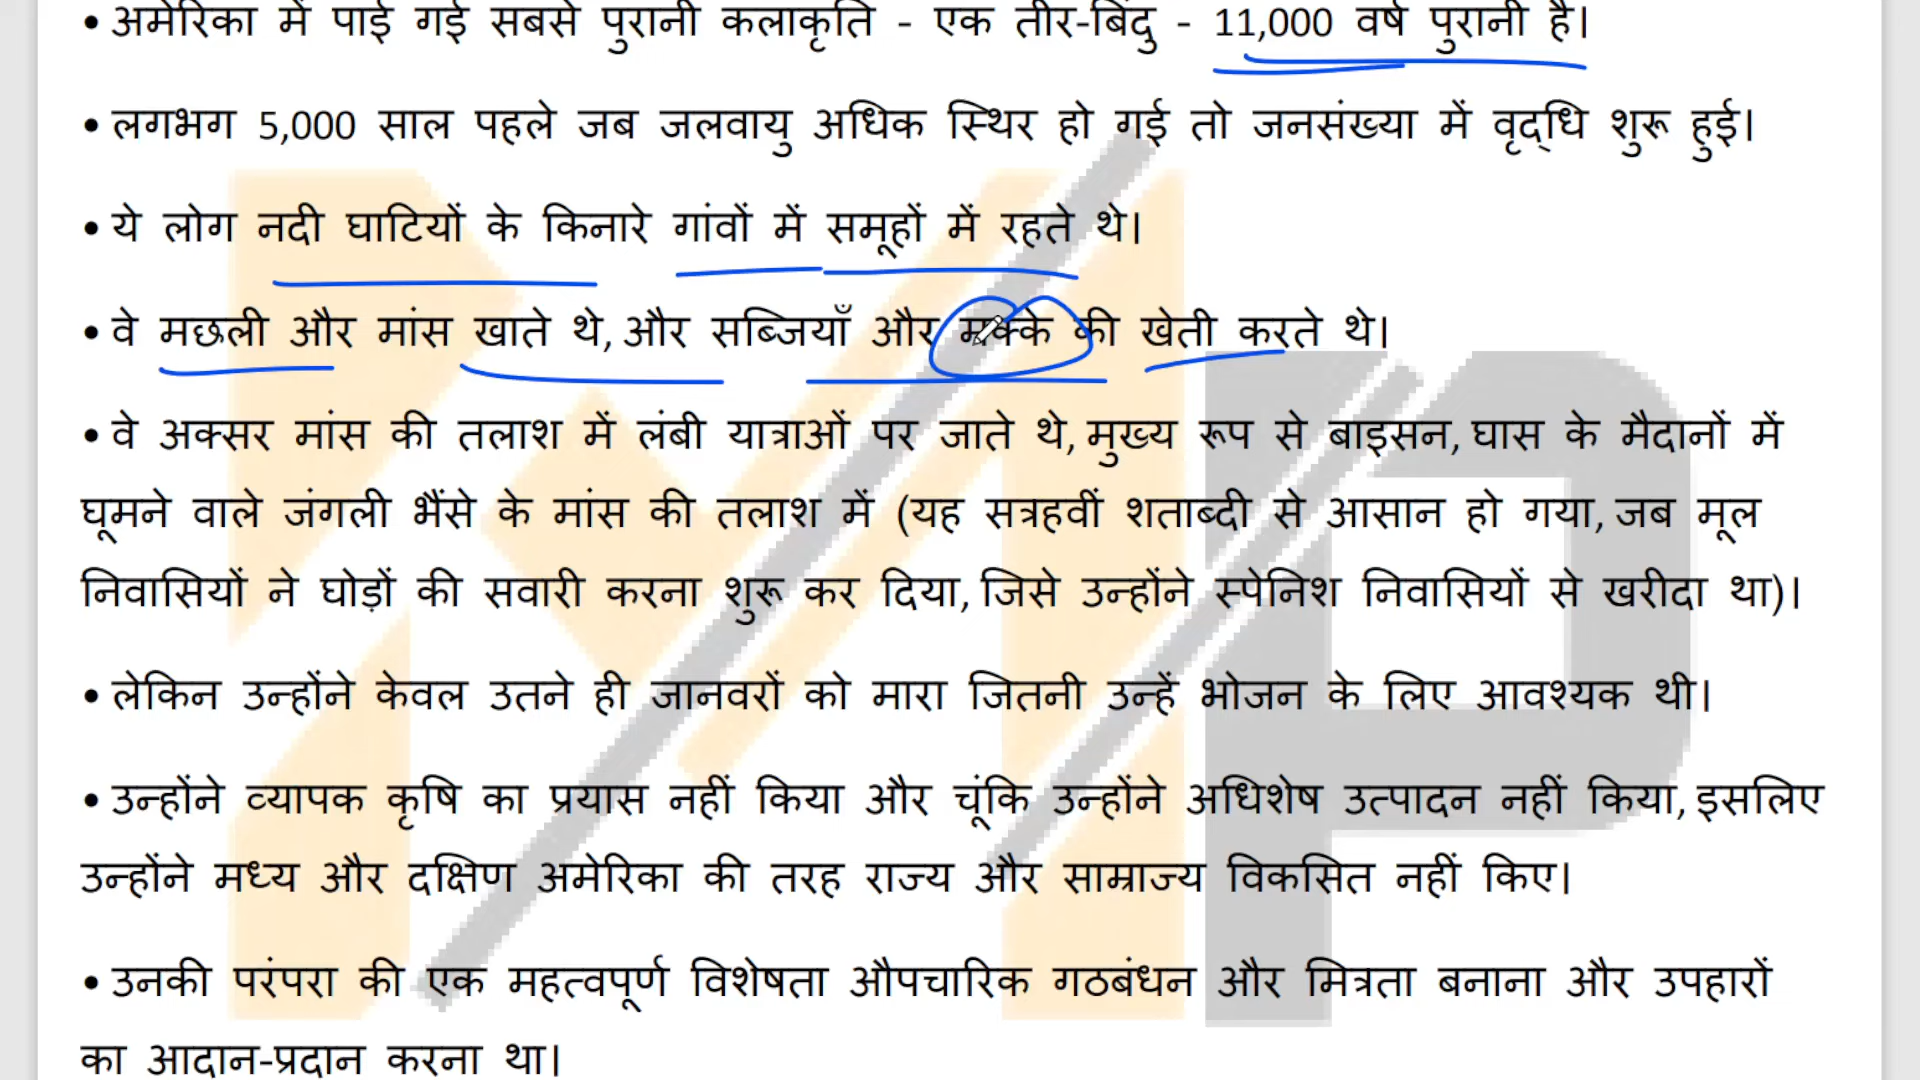 • अमेरिका में पाई गई सबसे पुरानी कलाकृति - एक तीर-बिंदु - 11,000 वर्ष पुरानी है।
• लगभग 5,000 साल पहले जब जलवायु अधिक स्थिर हो गई तो जनसंख्या में वृद्धि शुरू हुई।
• ये लोग नदी घाटियों के किनारे गांवों में समूहों में रहते थे।
• वे मछली और मांस खाते थे, और सब्जियाँ और मक्के की खेती करते थे।
• वे अक्सर मांस की तलाश में लंबी यात्राओं पर जाते थे, मुख्य रूप से बाइसन, घास के मैदानों में
घूमने वाले जंगली भैंसे के मांस की तलाश में (यह सत्रहवीं शताब्दी से आसान हो गया, जब मूल
निवासियों ने घोड़ों की सवारी करना शुरू कर दिया, जिसे उन्होंने स्पेनिश निवासियों से खरीदा था)।
• लेकिन उन्होंने केवल उतने ही जानवरों को मारा जितनी उन्हें भोजन के लिए आवश्यक थी।
• उन्होंने व्यापक कृषि का प्रयास नहीं किया और चूंकि उन्होंने अधिशेष उत्पादन नहीं किया, इसलिए
उन्होंने मध्य और दक्षिण अमेरिका की तरह राज्य और साम्राज्य विकसित नहीं किए।
• उनकी परंपरा की एक महत्वपूर्ण विशेषता औपचारिक गठबंधन और मित्रता बनाना और उपहारों
का आदान-प्रदान करना था।